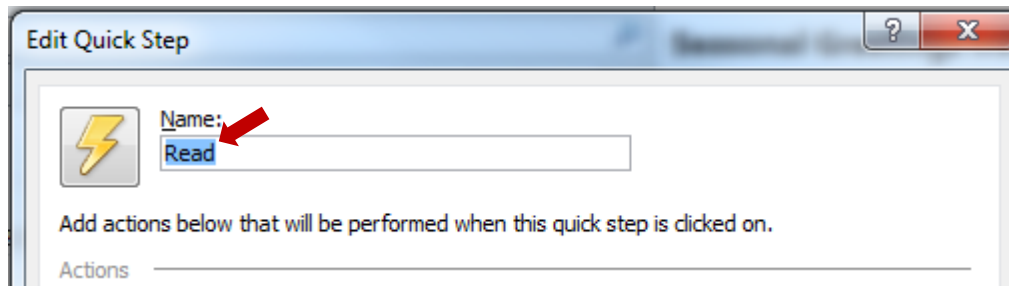 Edit Quick Step
Name:
Read
Add actions below that will be performed when this quick step is clicked on.
Actions